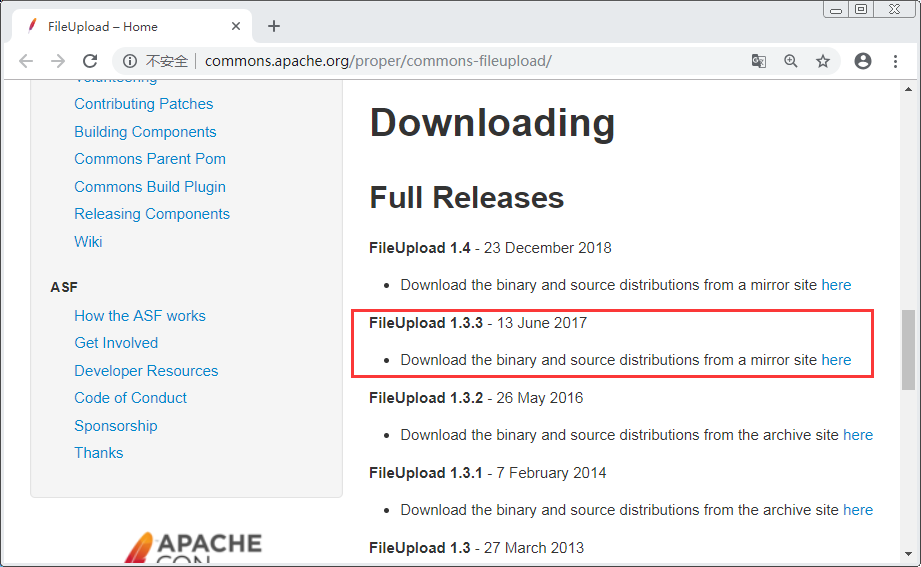 FileUpload – Home
不安全
commons.apache.org/proper/commons-fileupload/
Volunteering
Contributing Patches
Building Components
Commons Parent Pom
Commons Build Plugin
Releasing Components
Wiki
ASF
How the ASF works
Get Involved
Developer Resources
Code of Conduct
Sponsorship
Thanks
APACHE
CON
Downloading
Full Releases
FileUpload 1.4 - 23 December 2018
Download the binary and source distributions from a mirror site here
FileUpload 1.3.3 - 13 June 2017
Download the binary and source distributions from a mirror site here
FileUpload 1.3.2 - 26 May 2016
Download the binary and source distributions from the archive site here
FileUpload 1.3.1 - 7 February 2014
Download the binary and source distributions from the archive site here
FileUpload 1.3 - 27 March 2013